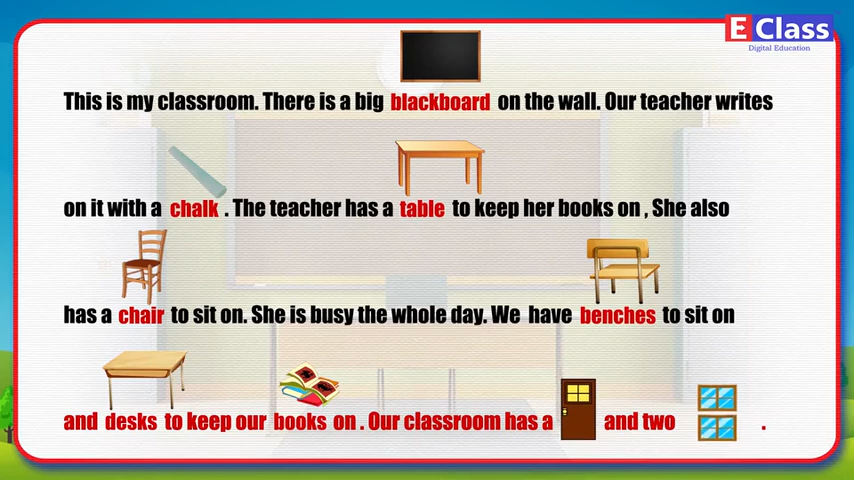 E Class
Digital Education
This is my classroom. There is a big blackboard on the wall. Our teacher writes
on it with a chalk . The teacher has a table to keep her books on , She also
has a chair to sit on. She is busy the whole day. We have benches to sit on
and desks to keep our books on . Our classroom has a and two .